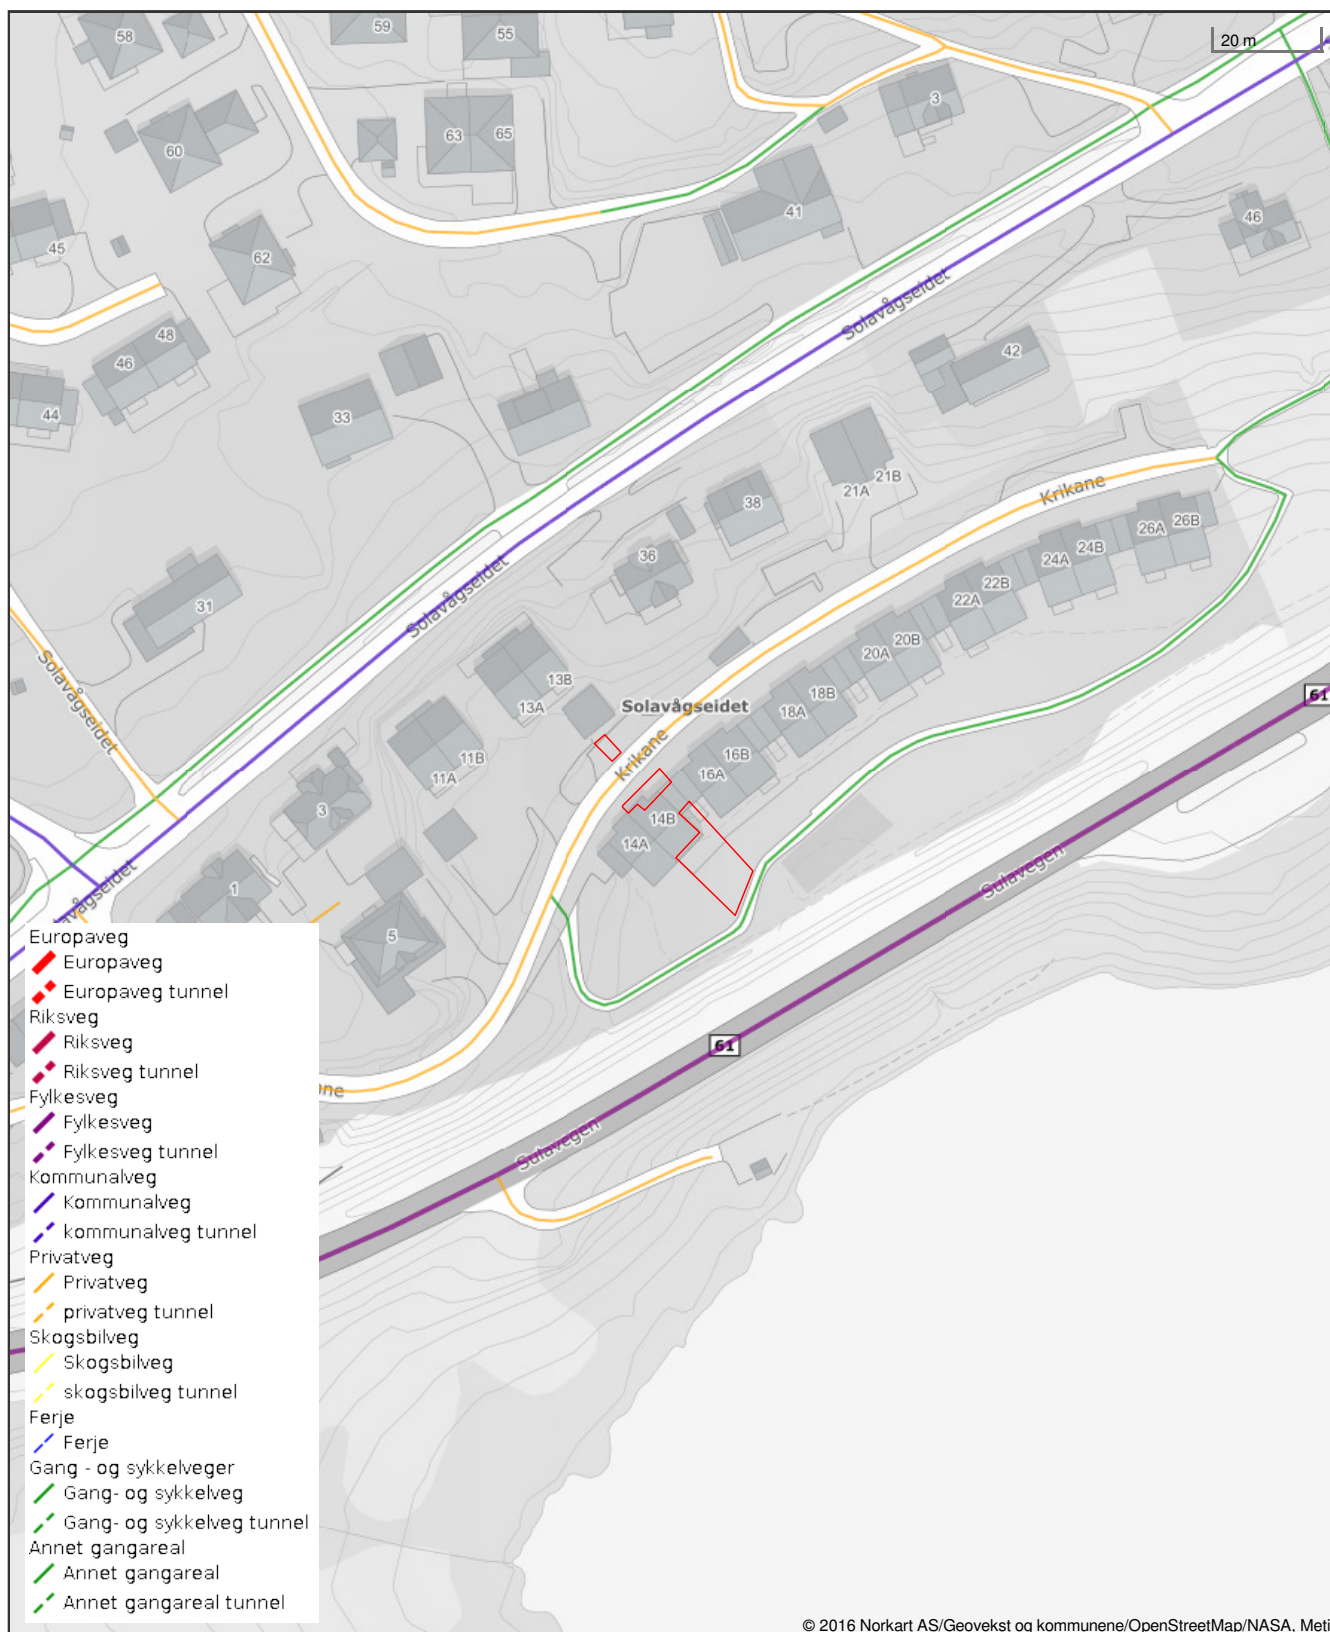 58
59
55
20 m
60
63
65
3
45
62
41
46
48
46
Solavågseidet
42
44
33
38
21A
21B
Krikane
26A
26B
36
24A
24B
31
Solavågseidet
22B
22A
20B
20A
Solavågseidet
13B
13A
Solavågseidet
18B
18A
61
11B
11A
Krikane
16B
16A
3
14B
14A
Sulavegen
1
5
61
Sulavegen
Europaveg
Europaveg
Europaveg tunnel
Riksveg
Riksveg
Riksveg tunnel
Fylkesveg
Fylkesveg
Fylkesveg tunnel
Kommunalveg
Kommunalveg
kommunalveg tunnel
Privatveg
Privatveg
privatveg tunnel
Skogsbilveg
Skogsbilveg
skogsbilveg tunnel
Ferje
Ferje
Gang - og sykkelveger
Gang- og sykkelveg
Gang- og sykkelveg tunnel
Annet gangareal
Annet gangareal
Annet gangareal tunnel
© 2016 Norkart AS/Geovekst og kommunene/OpenStreetMap/NASA, Meti